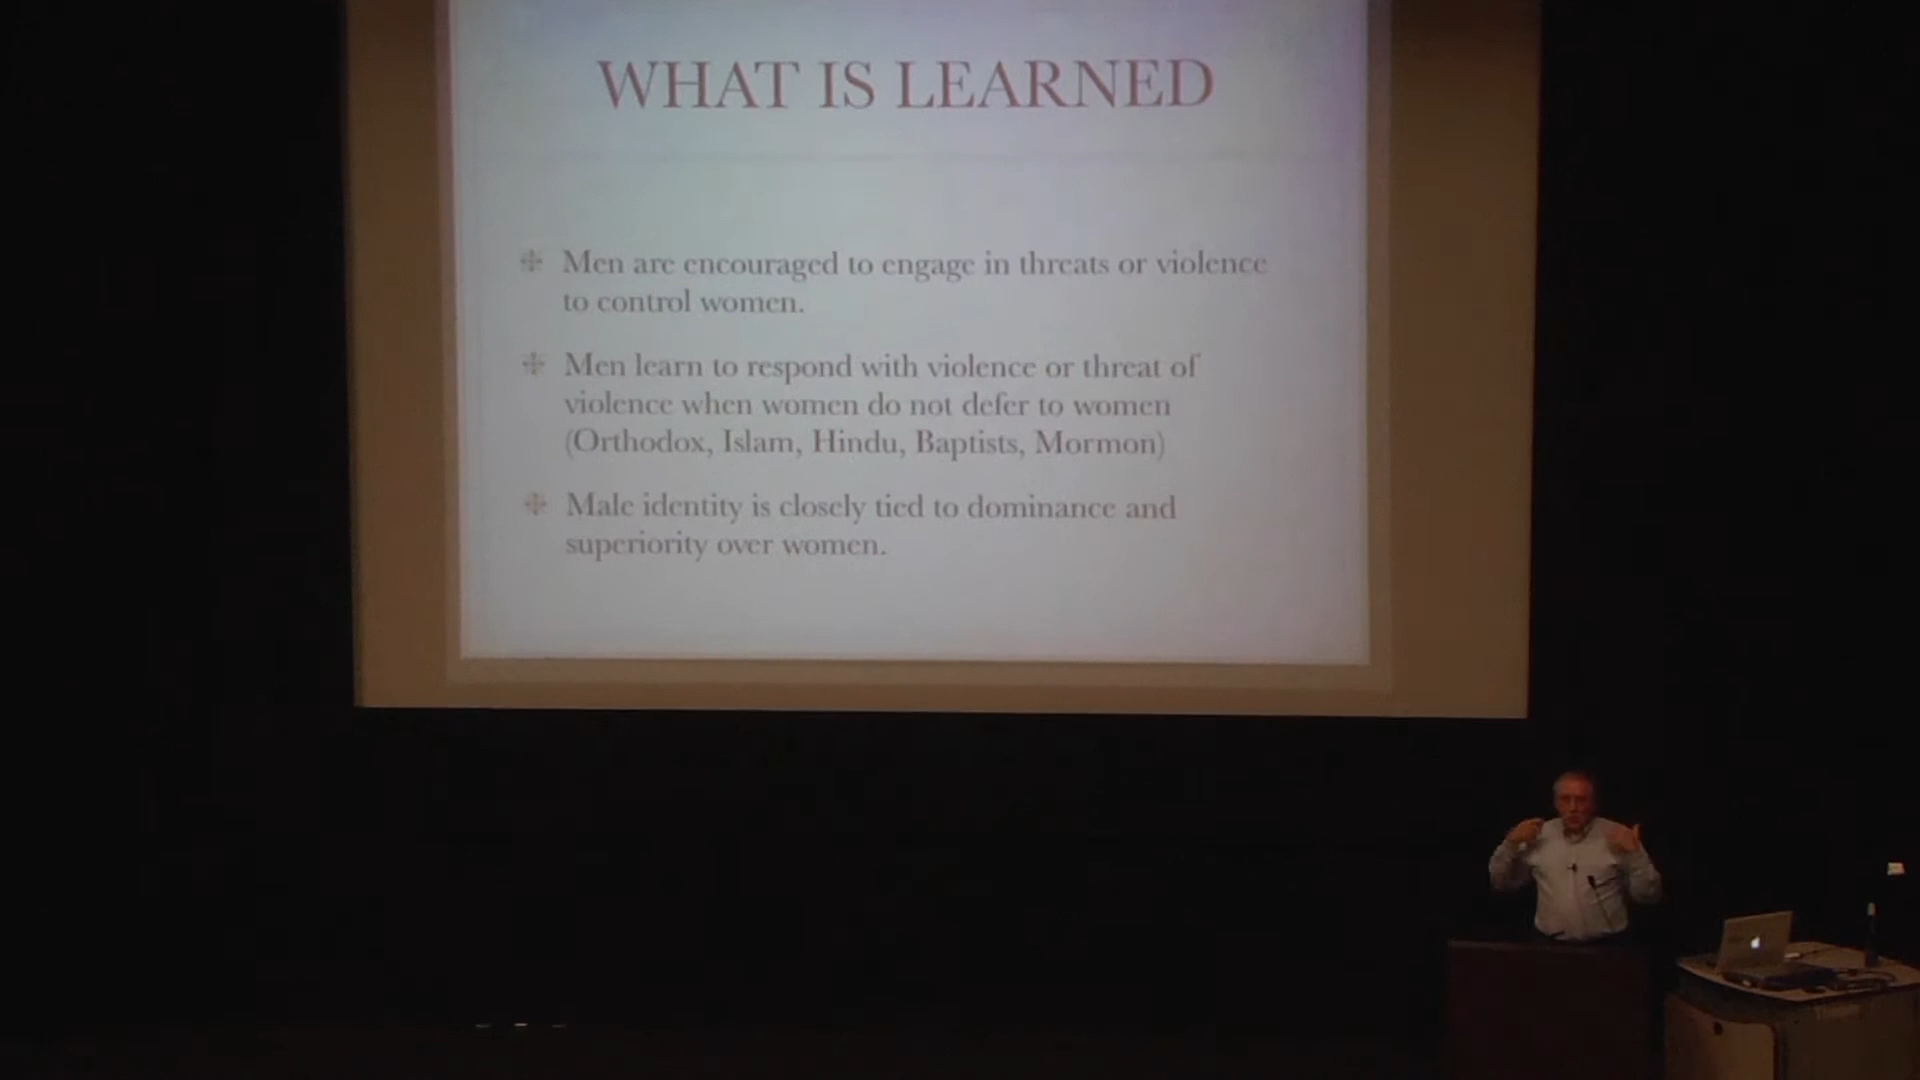 WHAT IS LEARNED
Men are encouraged to engage in threats or violence
to control women.
Men learn to respond with violence or threat of
violence when women do not defer to women
(Orthodox, Islam, Hindu, Baptists, Mormon)
Male identity is closely tied to dominance and
superiority over women.